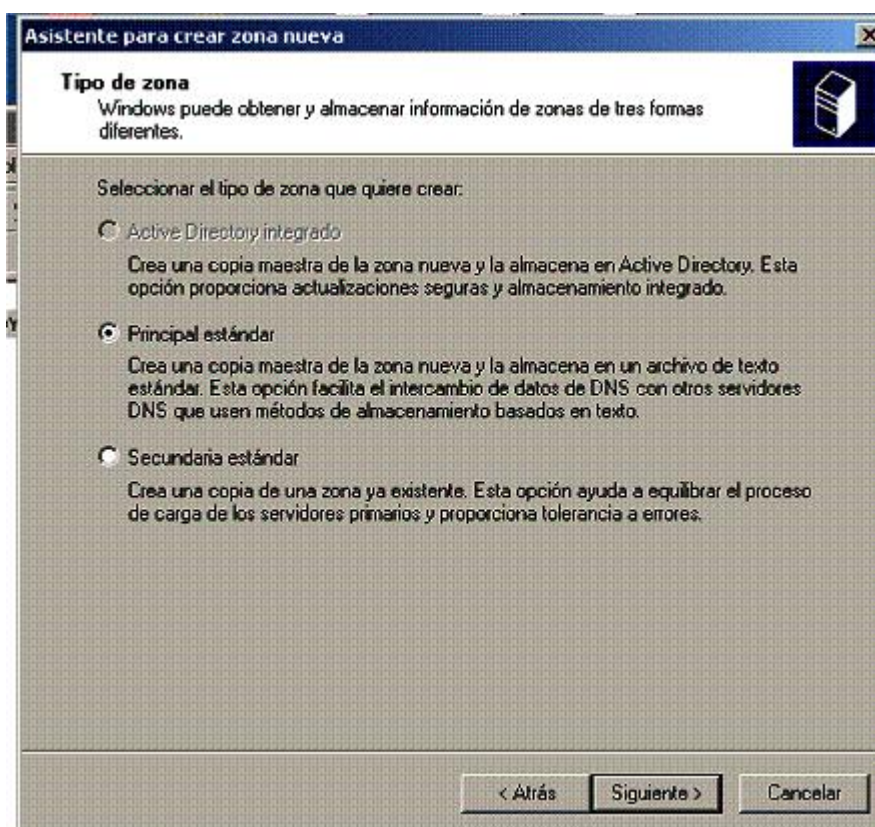 Asistente para crear zona nueva
Tipo de zona
Windows puede obtener y almacenar información de zonas de tres formas
diferentes.
Seleccionar el tipo de zona que quiere crear:
Active Directory integrado
Crea una copia maestra de la zona nueva y la almacena en Active Directory. Esta
opción proporciona actualizaciones seguras y almacenamiento integrado.
Principal estándar
Crea una copia maestra de la zona nueva y la almacena en un archivo de texto
estándar. Esta opción facilita el intercambio de datos de DNS con otros servidores
DNS que usen métodos de almacenamiento basados en texto.
Secundaria estándar
Crea una copia de una zona ya existente. Esta opción ayuda a equilibrar el proceso
de carga de los servidores primarios y proporciona tolerancia a errores.
< Atrás
Siguiente >
Cancelar